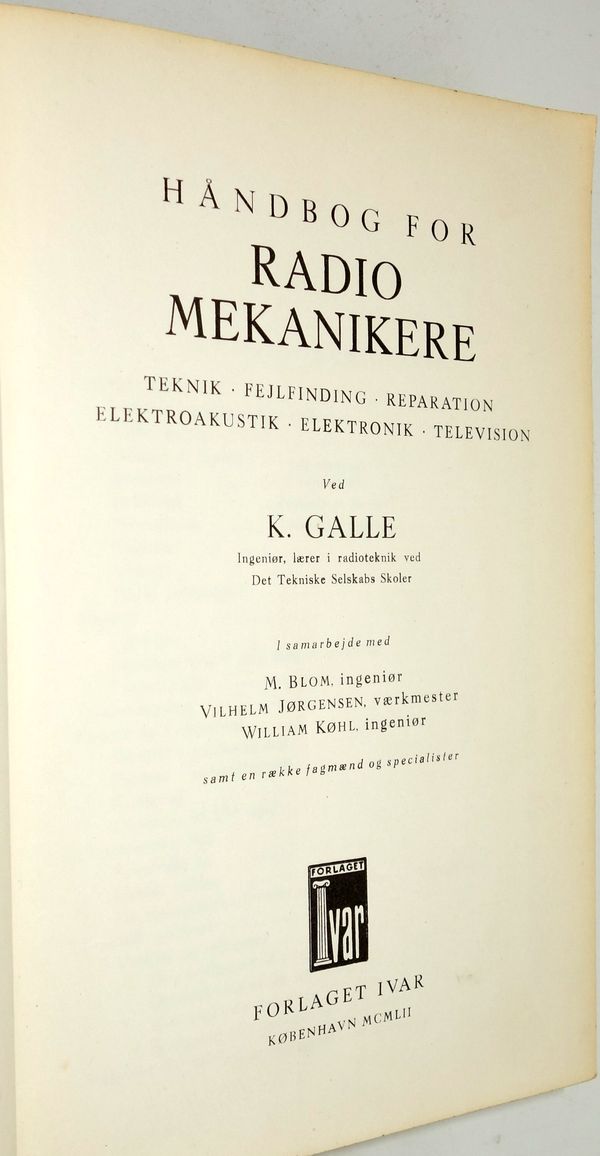 HÅNDBOG FOR
RADIO
MEKANIKERE
TEKNIK · FEJLFINDING · REPARATION
ELEKTROAKUSTIK · ELEKTRONIK · TELEVISION
Ved
K. GALLE
Ingeniør, lærer i radioteknik ved
Det Tekniske Selskabs Skoler
I samarbejde med
M. BLOM, ingeniør
VILHELM JØRGENSEN, værkmester
WILLIAM KØHL, ingeniør
samt en række fagmænd og specialister
FORLAGET
Ivar
FORLAGET IVAR
KØBENHAVN MCMLII